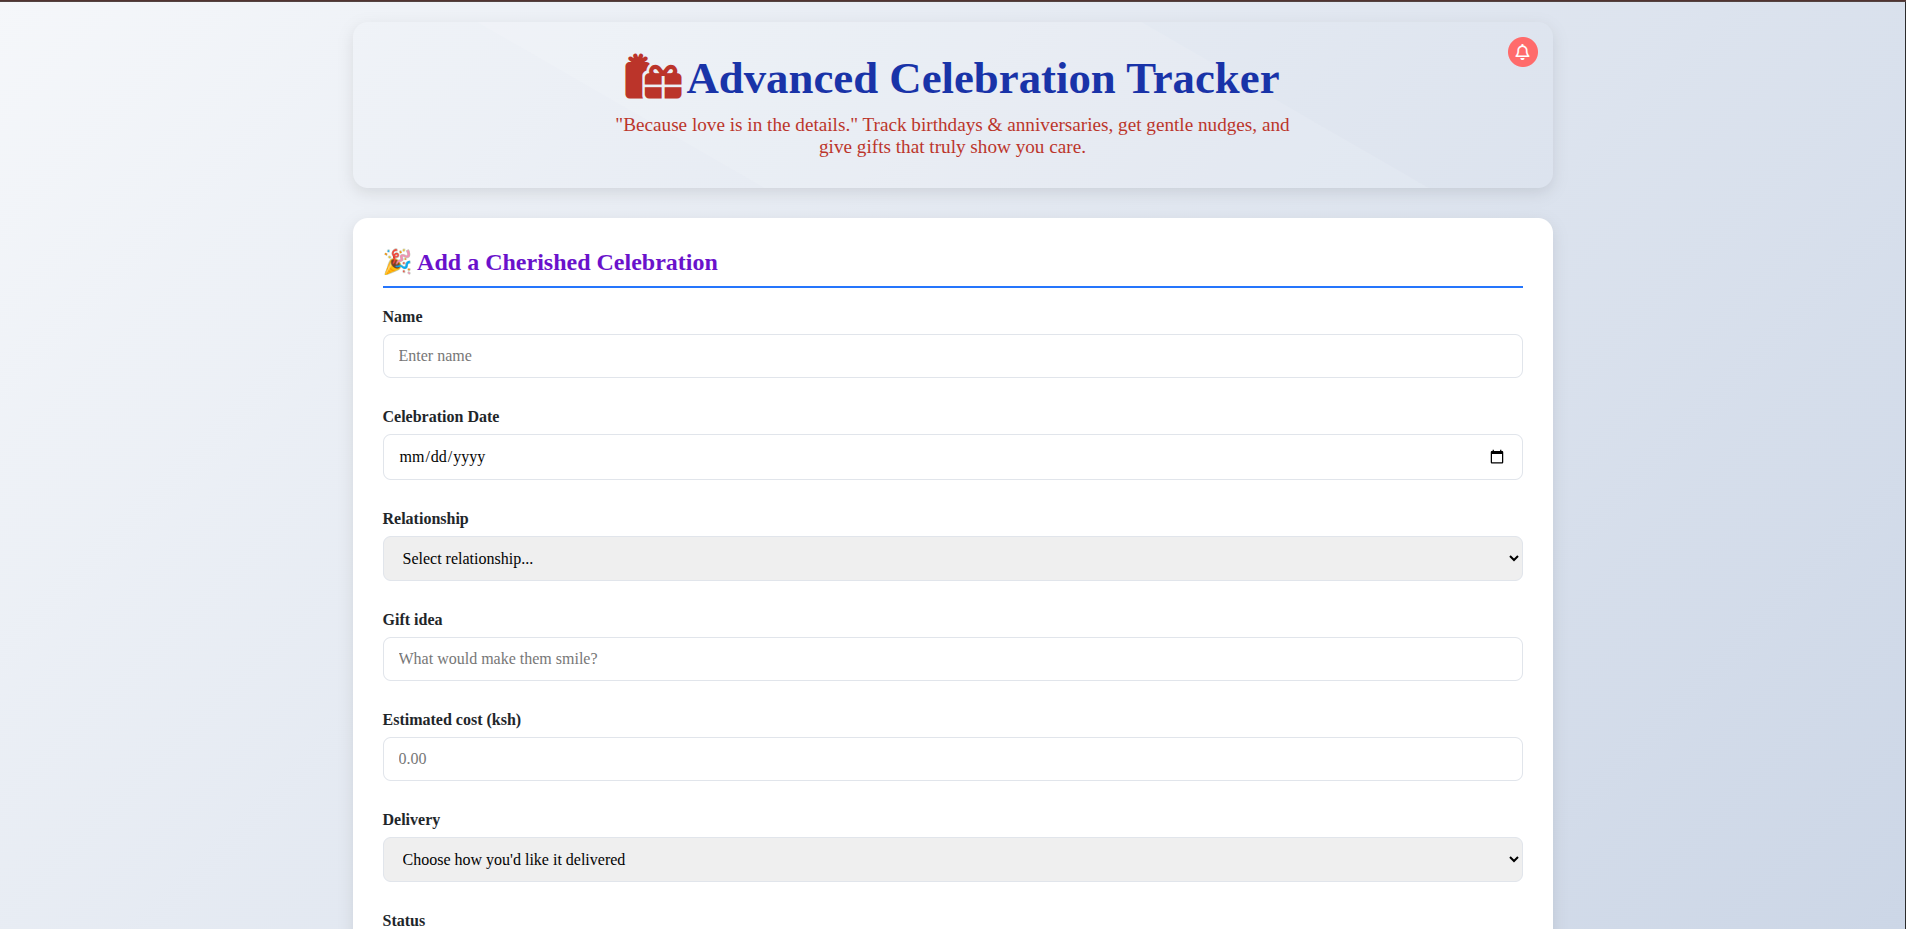 Advanced Celebration Tracker
"Because love is in the details." Track birthdays & anniversaries, get gentle nudges, and
give gifts that truly show you care.
🎉 Add a Cherished Celebration
Name
Enter name
Celebration Date
mm/dd/yyyy
Relationship
Select relationship...
Gift idea
What would make them smile?
Estimated cost (ksh)
0.00
Delivery
Choose how you'd like it delivered
Status